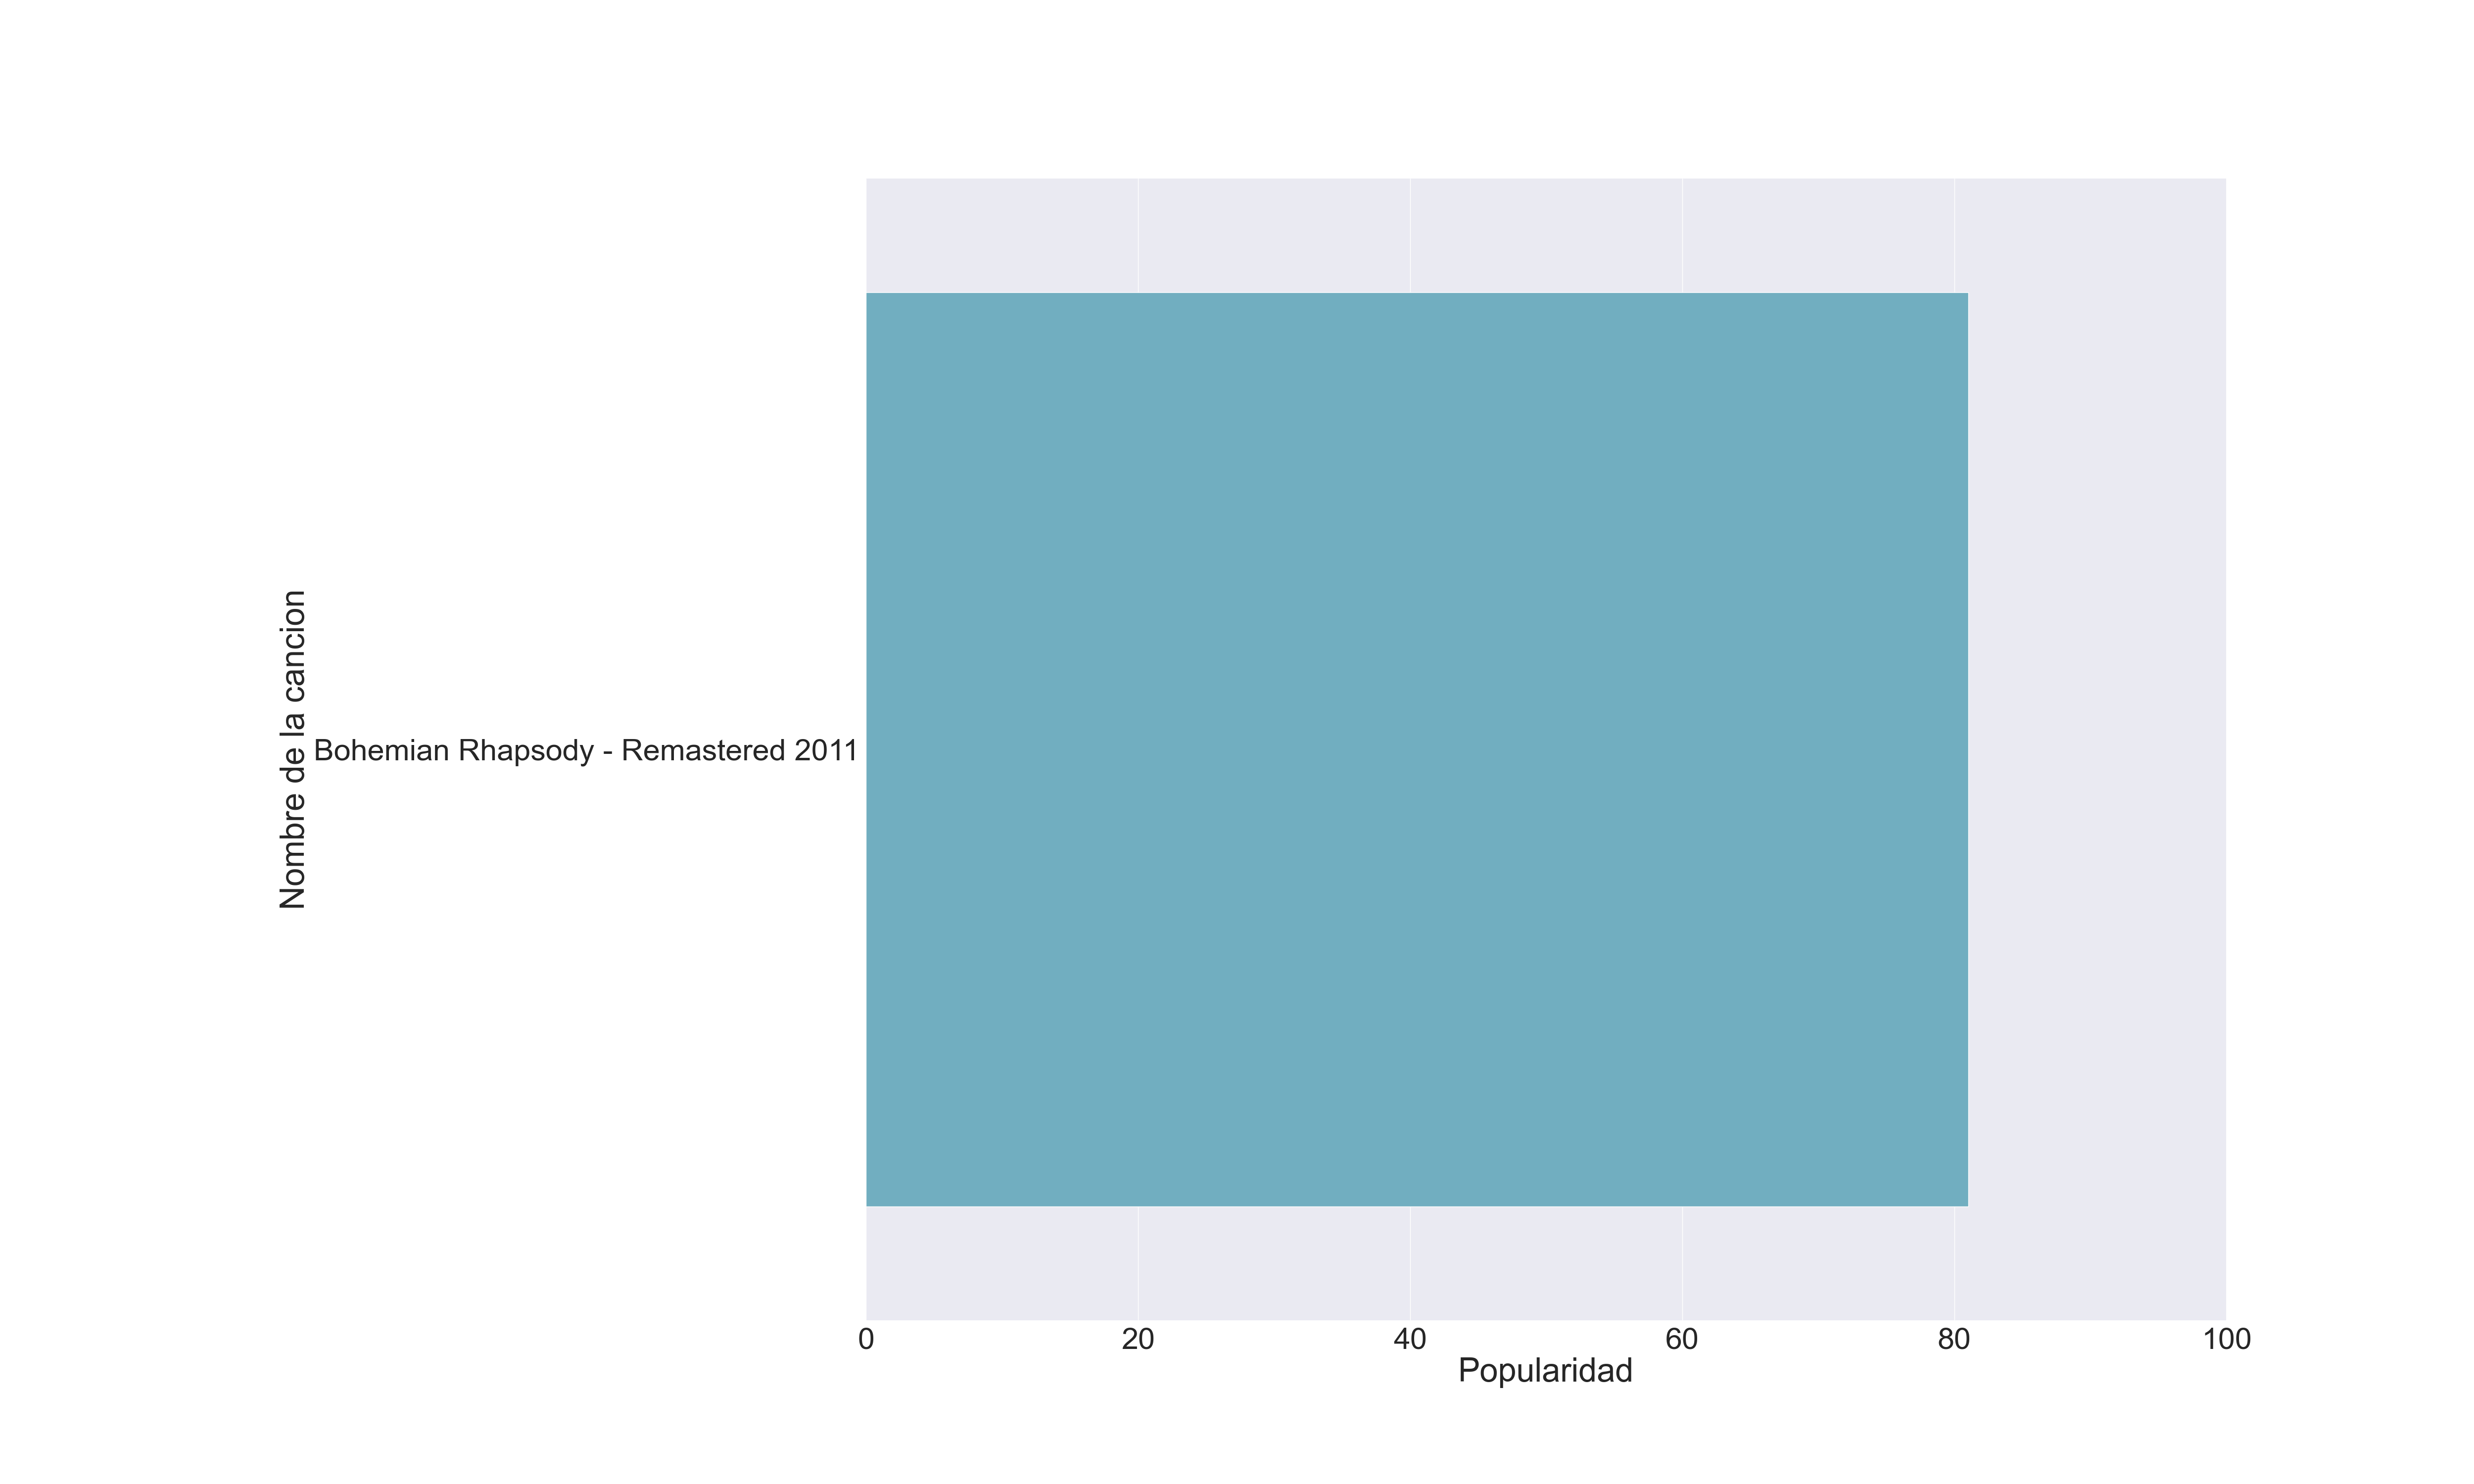 Nombre de la cancion
Bohemian Rhapsody - Remastered 2011
0 20 40 60 80 100
Popularidad